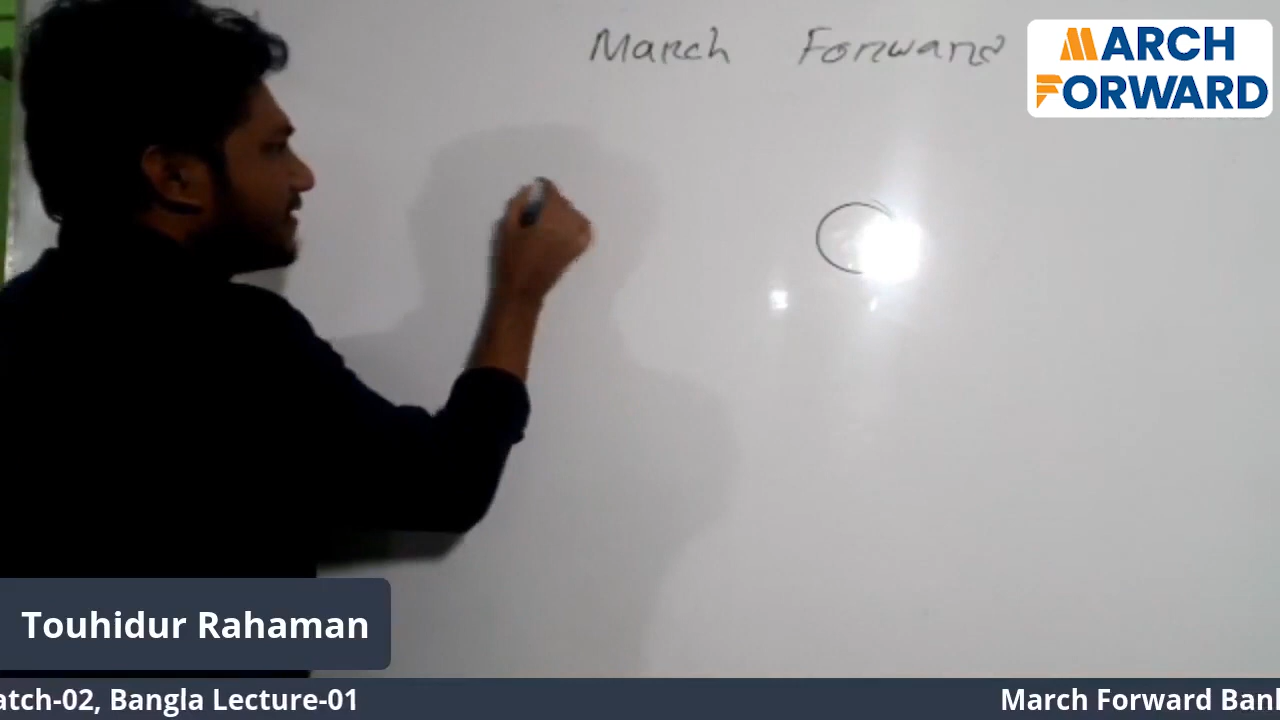 March Forward
MARCH
FORWARD
Touhidur Rahaman
atch-02, Bangla Lecture-01
March Forward Ban